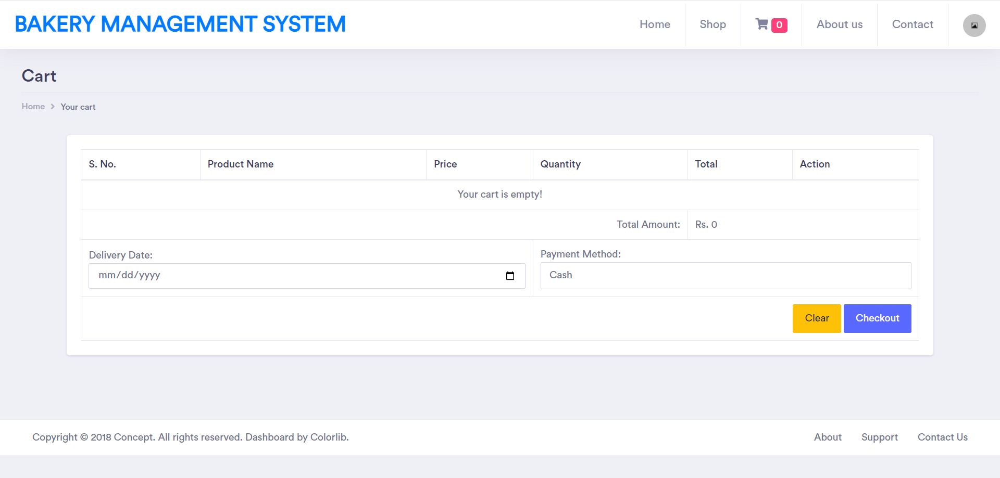 BAKERY MANAGEMENT SYSTEM
Home
Shop
0
About us
Contact
Cart
Home
Your cart
S. No.
Product Name
Price
Quantity
Total
Action
Your cart is empty!
Total Amount:
Rs. 0
Delivery Date:
mm/dd/yyyy
Payment Method:
Cash
Clear
Checkout
Copyright © 2018 Concept. All rights reserved. Dashboard by Colorlib.
About
Support
Contact Us